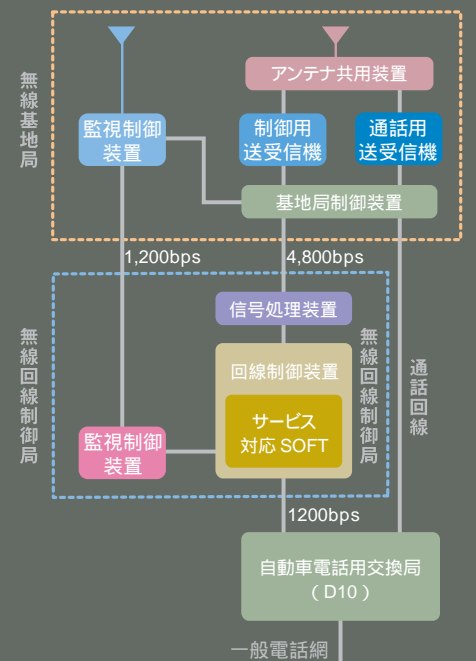 アンテナ共用装置
無線基地局
監視制御
装置
制御用
送受信機
通話用
送受信機
基地局制御装置
1,200bps
4,800bps
信号処理装置
無線回線制御局
回線制御装置
サービス
対応 SOFT
無線回線制御局
通話回線
監視制御
装置
1200bps
自動車電話用交換局
(D10)
一般電話網